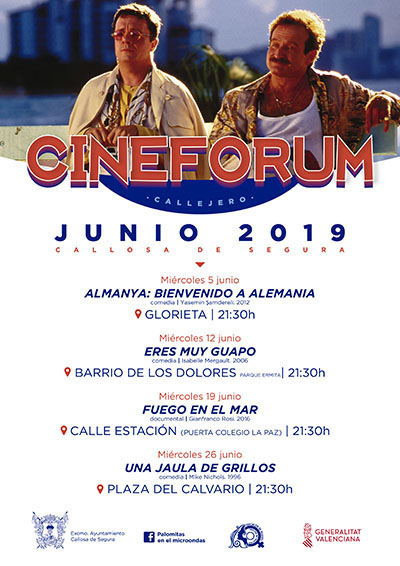 CINEFORUM
· CALLEJERO ·
JUNIO 2019
CALLOSA DE SEGURA
Miércoles 5 junio
ALMANYA: BIENVENIDO A ALEMANIA
comedia | Yasemin Şamdereli. 2012
GLORIETA | 21:30h
Miércoles 12 junio
ERES MUY GUAPO
comedia | Isabelle Mergault. 2006
BARRIO DE LOS DOLORES PARQUE ERMITA | 21:30h
Miércoles 19 junio
FUEGO EN EL MAR
documental | Gianfranco Rosi. 2016
CALLE ESTACIÓN (PUERTA COLEGIO LA PAZ) | 21:30h
Miércoles 26 junio
UNA JAULA DE GRILLOS
comedia | Mike Nichols. 1996
PLAZA DEL CALVARIO | 21:30h
Excmo. Ayuntamiento
Callosa de Segura
Palomitas
en el microondas
GENERALITAT
VALENCIANA